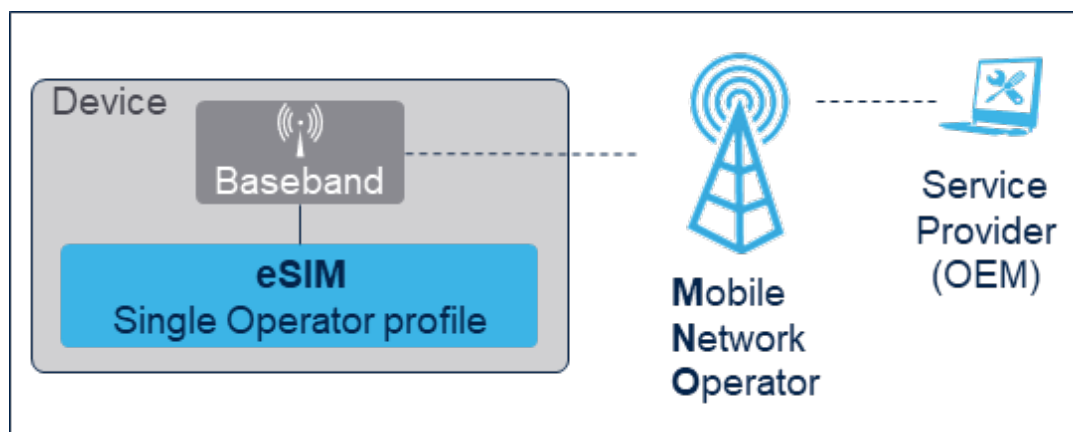 Device
Baseband
eSIM
Single Operator profile
Mobile
Network
Operator
Service
Provider
(OEM)